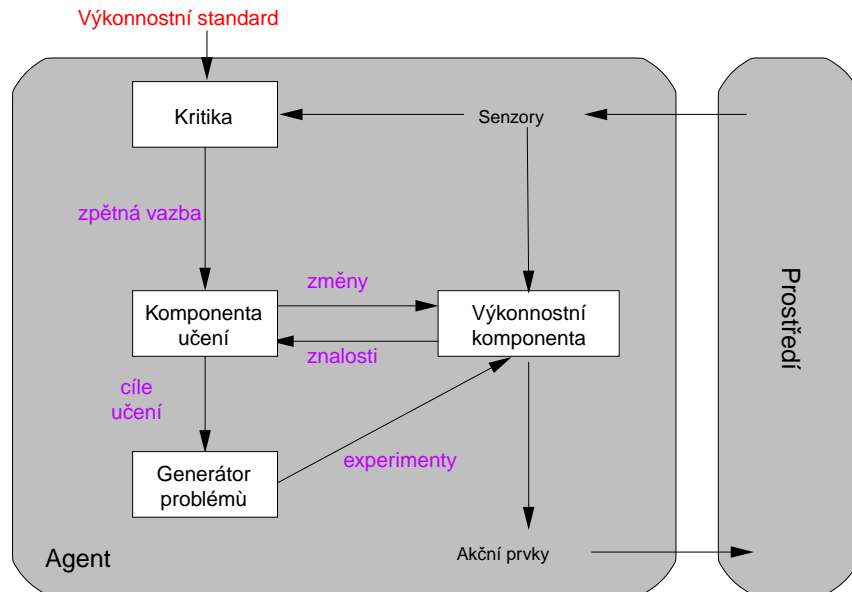 Výkonnostní standard
Kritika
Senzory
zpětná vazba
změny
Komponenta
učení
Výkonnostní
komponenta
znalosti
cíle
učení
Generátor
problémù
experimenty
Agent
Akční prvky
Prostředí